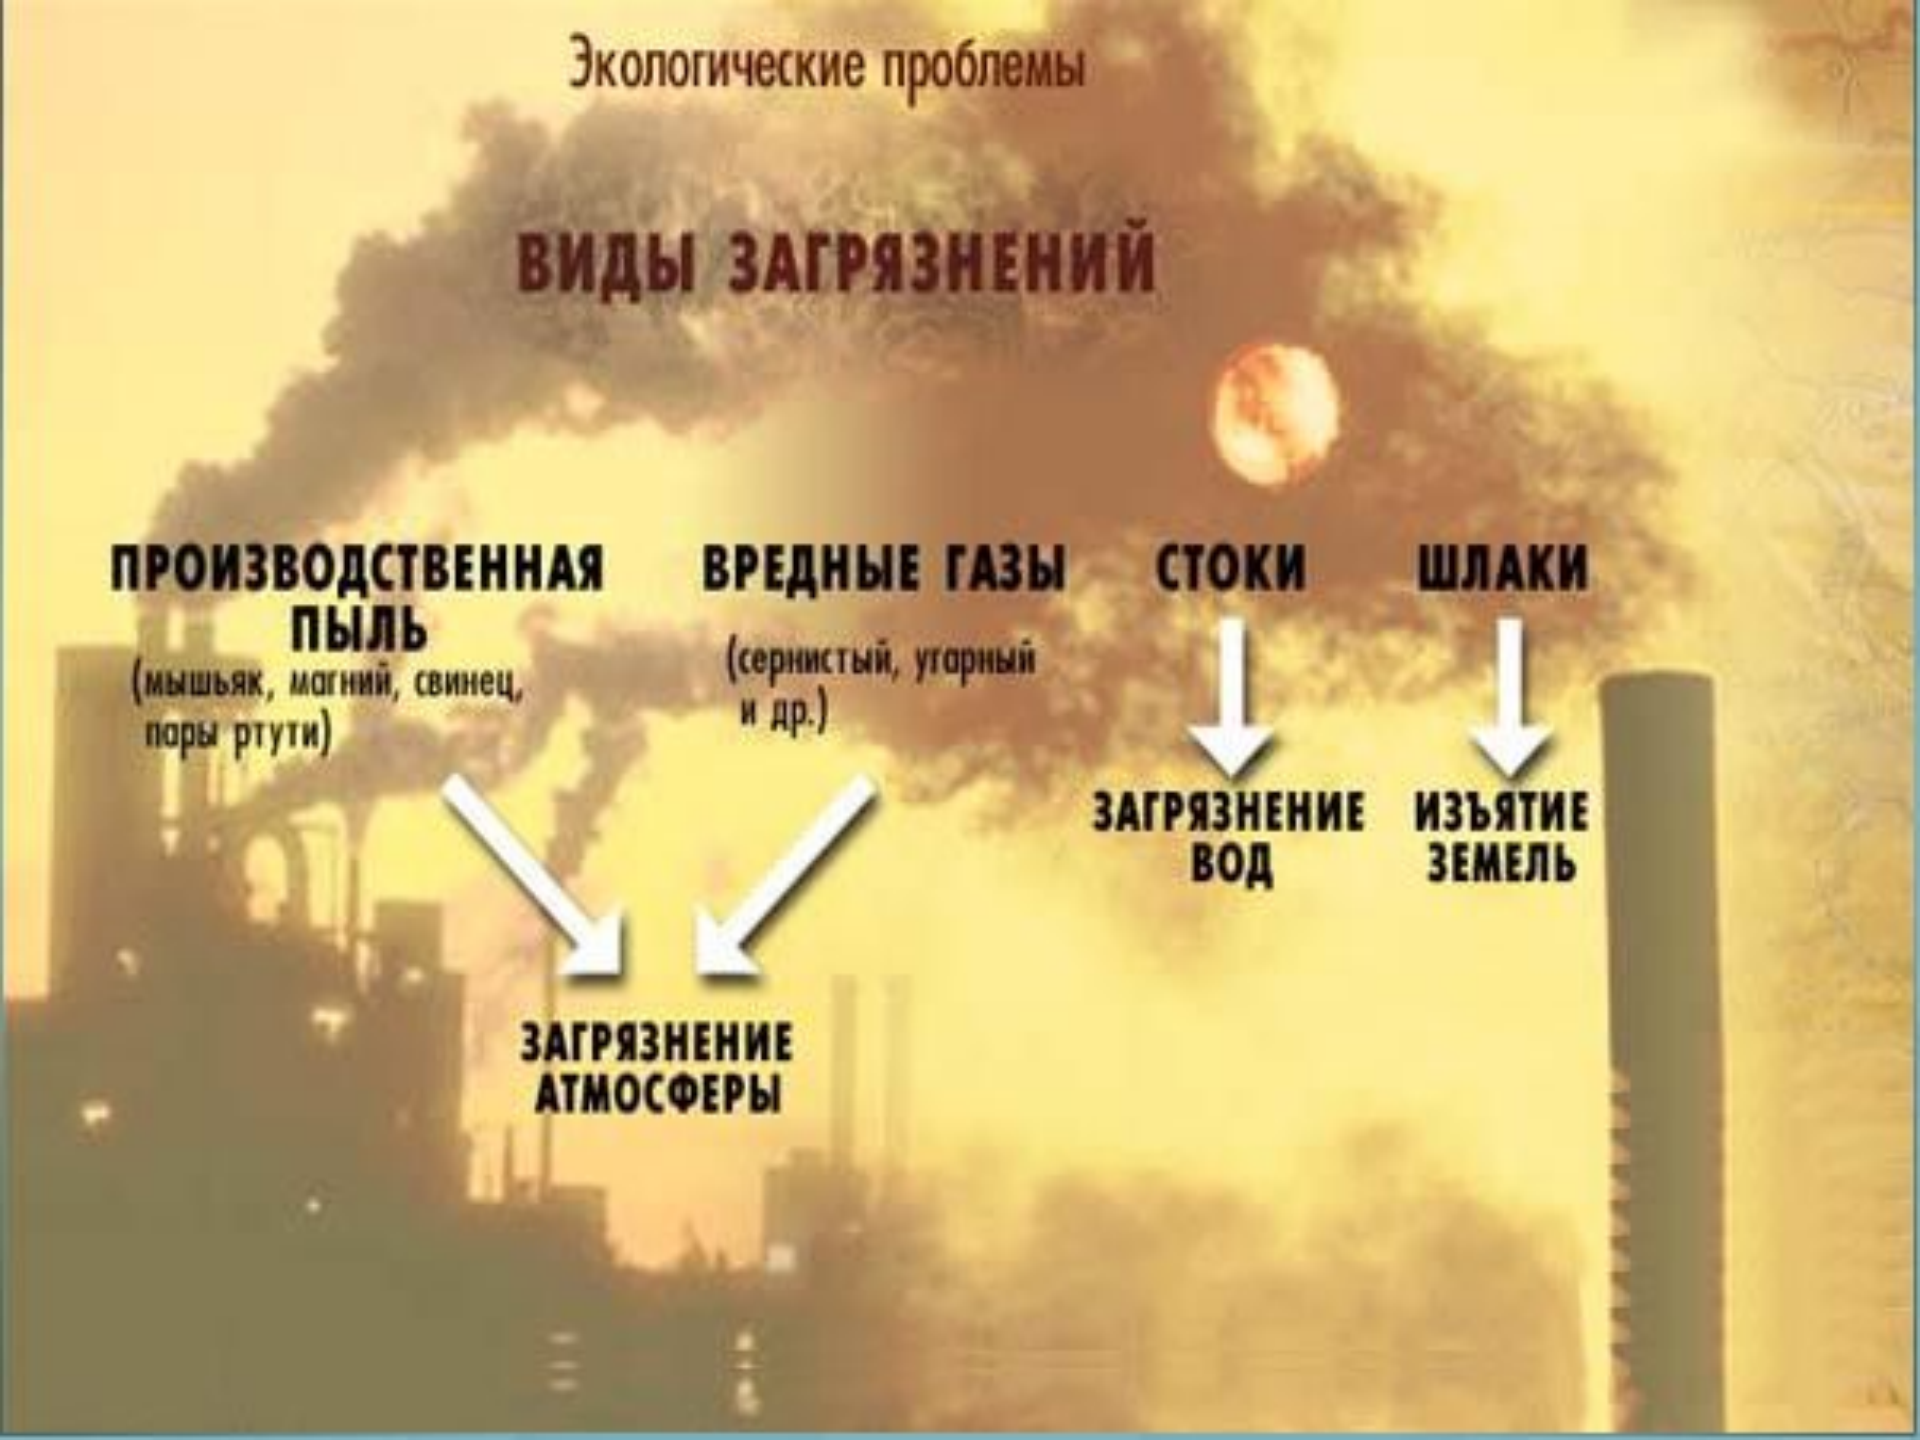 Экологические проблемы
ВИДЫ ЗАГРЯЗНЕНИЙ
ПРОИЗВОДСТВЕННАЯ
ПЫЛЬ
(мышьяк, магний, свинец,
пары ртути)
ВРЕДНЫЕ ГАЗЫ
(сернистый, угарный
и др.)
СТОКИ
ШЛАКИ
ЗАГРЯЗНЕНИЕ
ВОД
ИЗЪЯТИЕ
ЗЕМЕЛЬ
ЗАГРЯЗНЕНИЕ
АТМОСФЕРЫ